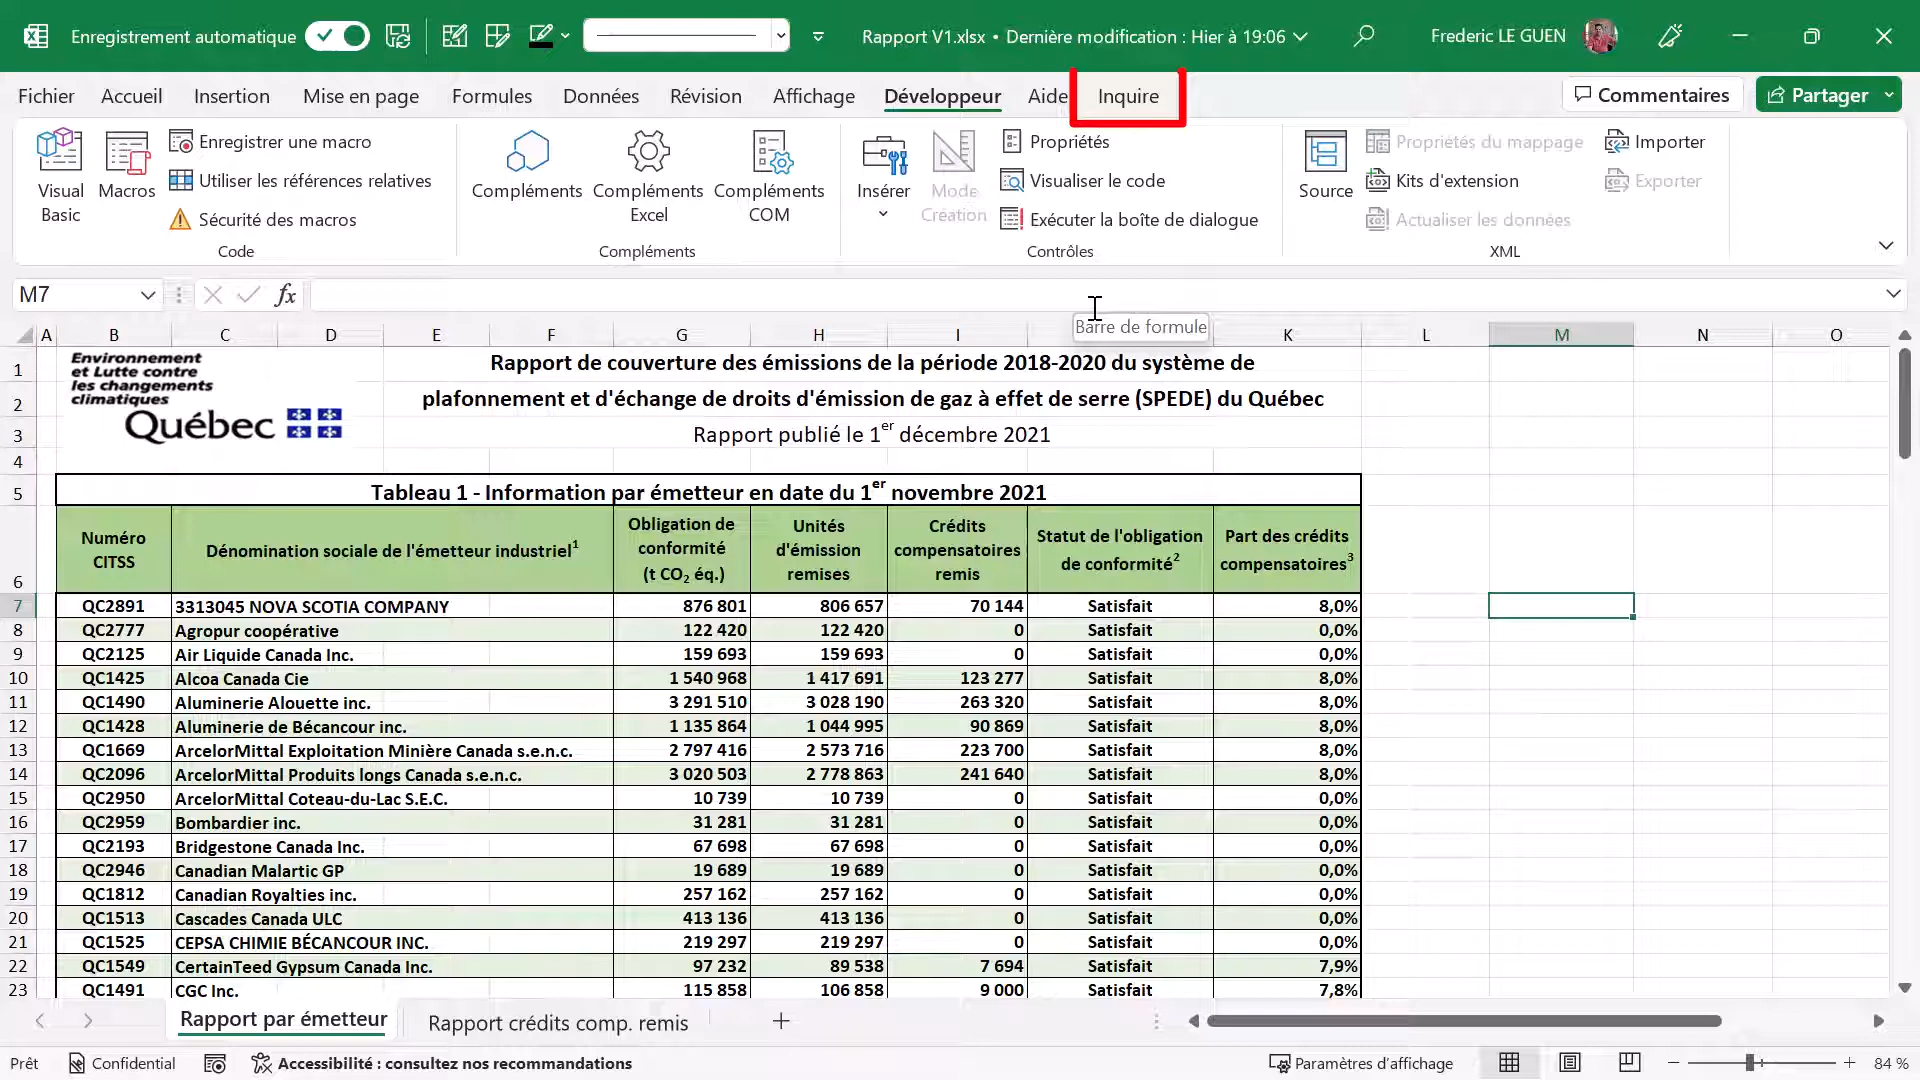 Enregistrement automatique
Rapport V1.xlsx • Dernière modification : Hier à 19:06
Frederic LE GUEN
Fichier Accueil Insertion Mise en page Formules Données Révision Affichage Développeur Aide Inquire
Commentaires
Partager
Visual Basic
Macros
Enregistrer une macro
Utiliser les références relatives
Sécurité des macros
Code
Compléments
Compléments Excel
Compléments COM
Compléments
Insérer
Mode Création
Propriétés
Visualiser le code
Exécuter la boîte de dialogue
Contrôles
Source
Propriétés du mappage
Kits d'extension
Actualiser les données
Importer
Exporter
XML
M7
fx
Barre de formule
A B C D E F G H I K L M N O
1 Environnement
et Lutte contre
les changements
climatiques
Québec
Rapport de couverture des émissions de la période 2018-2020 du système de
2 plafonnement et d'échange de droits d'émission de gaz à effet de serre (SPEDE) du Québec
3 Rapport publié le 1er décembre 2021
4
5 Tableau 1 - Information par émetteur en date du 1er novembre 2021
6 Numéro CITSS
Dénomination sociale de l'émetteur industriel1
Obligation de conformité (t CO2 éq.)
Unités d'émission remises
Crédits compensatoires remis
Statut de l'obligation de conformité2
Part des crédits compensatoires3
7 QC2891 3313045 NOVA SCOTIA COMPANY 876 801 806 657 70 144 Satisfait 8,0%
8 QC2777 Agropur coopérative 122 420 122 420 0 Satisfait 0,0%
9 QC2125 Air Liquide Canada Inc. 159 693 159 693 0 Satisfait 0,0%
10 QC1425 Alcoa Canada Cie 1 540 968 1 417 691 123 277 Satisfait 8,0%
11 QC1490 Aluminerie Alouette inc. 3 291 510 3 028 190 263 320 Satisfait 8,0%
12 QC1428 Aluminerie de Bécancour inc. 1 135 864 1 044 995 90 869 Satisfait 8,0%
13 QC1669 ArcelorMittal Exploitation Minière Canada s.e.n.c. 2 797 416 2 573 716 223 700 Satisfait 8,0%
14 QC2096 ArcelorMittal Produits longs Canada s.e.n.c. 3 020 503 2 778 863 241 640 Satisfait 8,0%
15 QC2950 ArcelorMittal Coteau-du-Lac S.E.C. 10 739 10 739 0 Satisfait 0,0%
16 QC2959 Bombardier inc. 31 281 31 281 0 Satisfait 0,0%
17 QC2193 Bridgestone Canada Inc. 67 698 67 698 0 Satisfait 0,0%
18 QC2946 Canadian Malartic GP 19 689 19 689 0 Satisfait 0,0%
19 QC1812 Canadian Royalties inc. 257 162 257 162 0 Satisfait 0,0%
20 QC1513 Cascades Canada ULC 413 136 413 136 0 Satisfait 0,0%
21 QC1525 CEPSA CHIMIE BÉCANCOUR INC. 219 297 219 297 0 Satisfait 0,0%
22 QC1549 CertainTeed Gypsum Canada Inc. 97 232 89 538 7 694 Satisfait 7,9%
23 QC1491 CGC Inc. 115 858 106 858 9 000 Satisfait 7,8%
Rapport par émetteur
Rapport crédits comp. remis
Prêt
Confidential
Accessibilité : consultez nos recommandations
Paramètres d'affichage
84 %